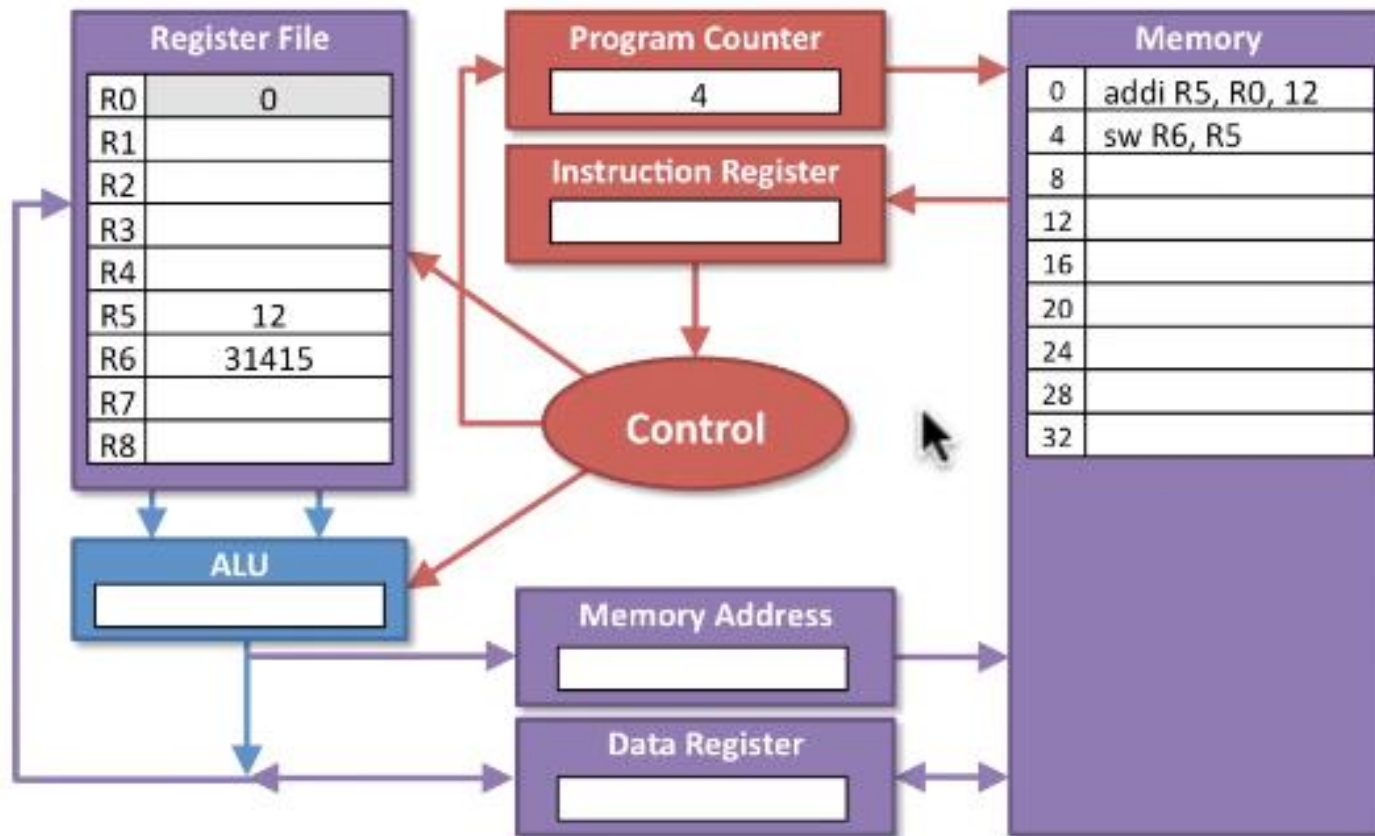 Register File
R0 0
R1
R2
R3
R4
R5 12
R6 31415
R7
R8
Program Counter
4
Instruction Register
Control
ALU
Memory Address
Data Register
Memory
0 addi R5, R0, 12
4 sw R6, R5
8
12
16
20
24
28
32